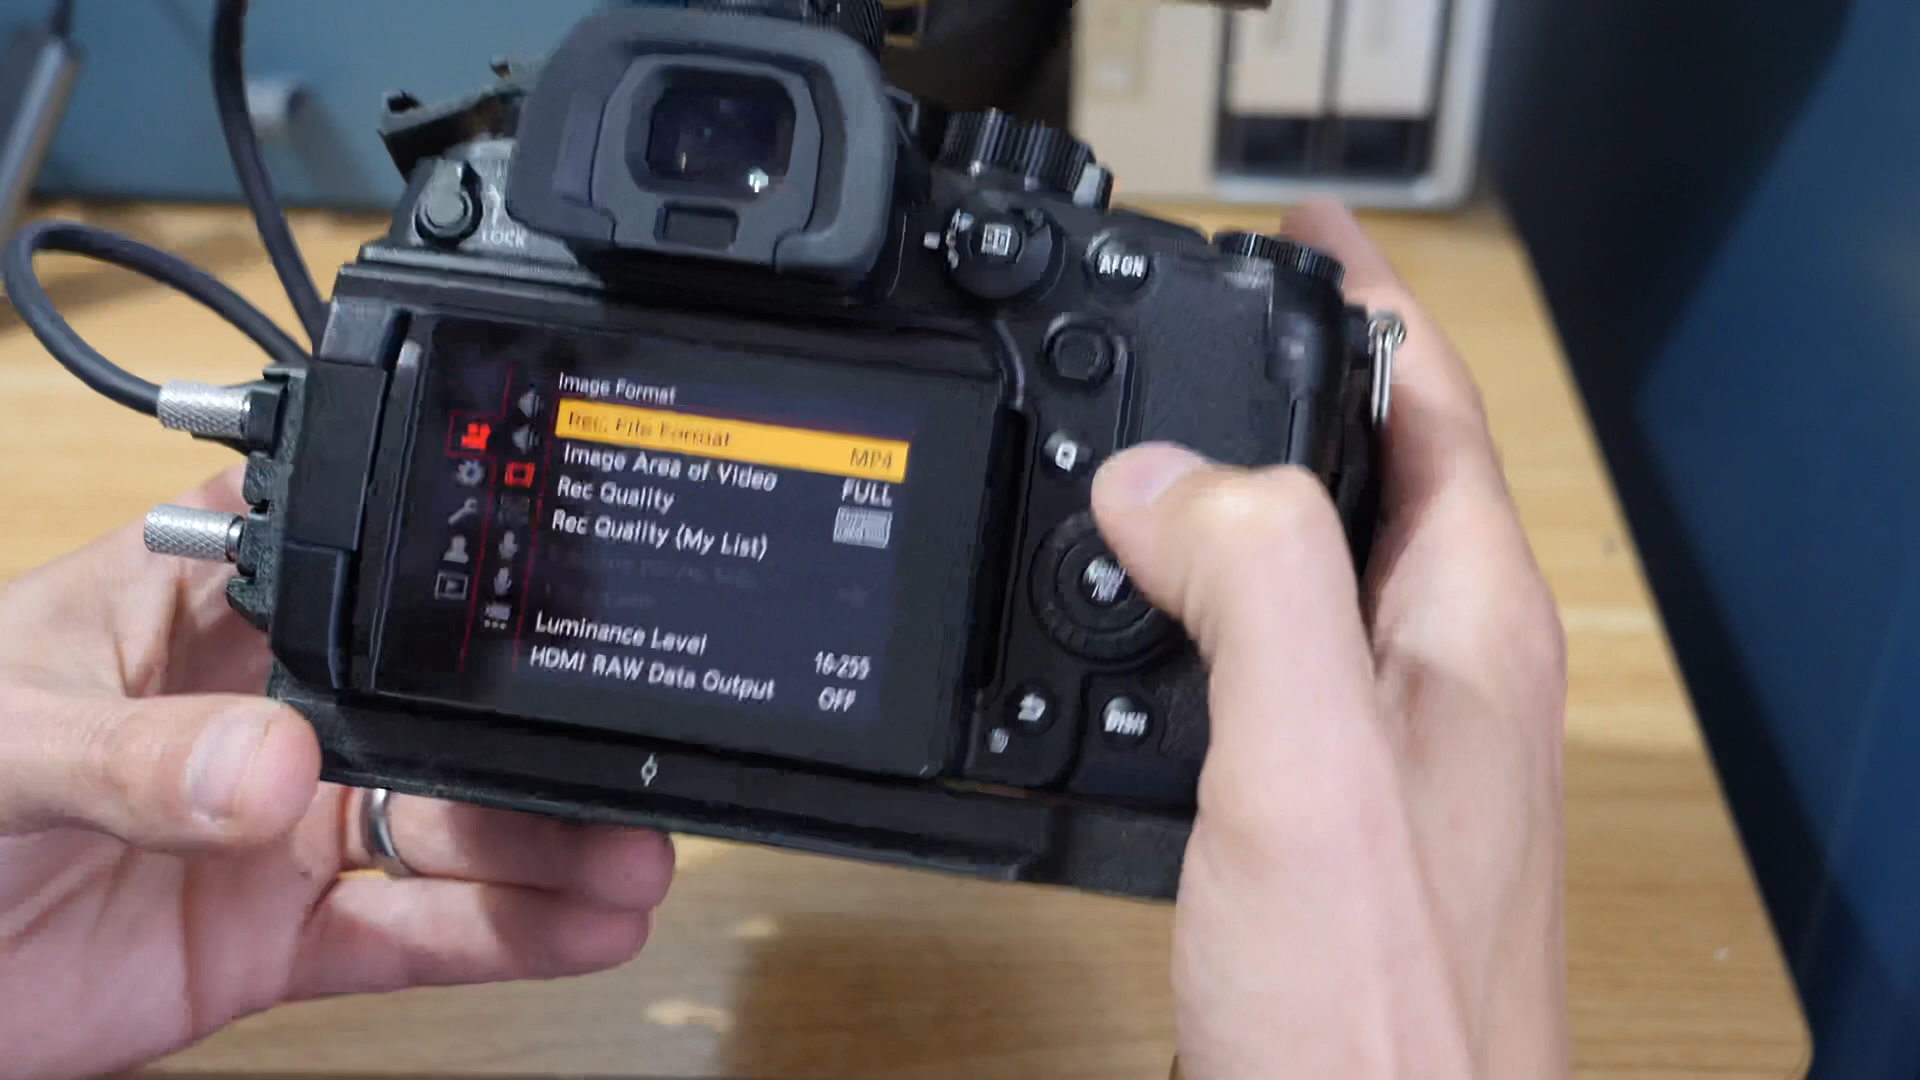 LOCK
AF ON
Image Format
Rec. File Format MP4
Image Area of Video FULL
Rec Quality
Rec Quality (My List)
Luminance Level 16-255
HDMI RAW Data Output OFF
Q
DISP.